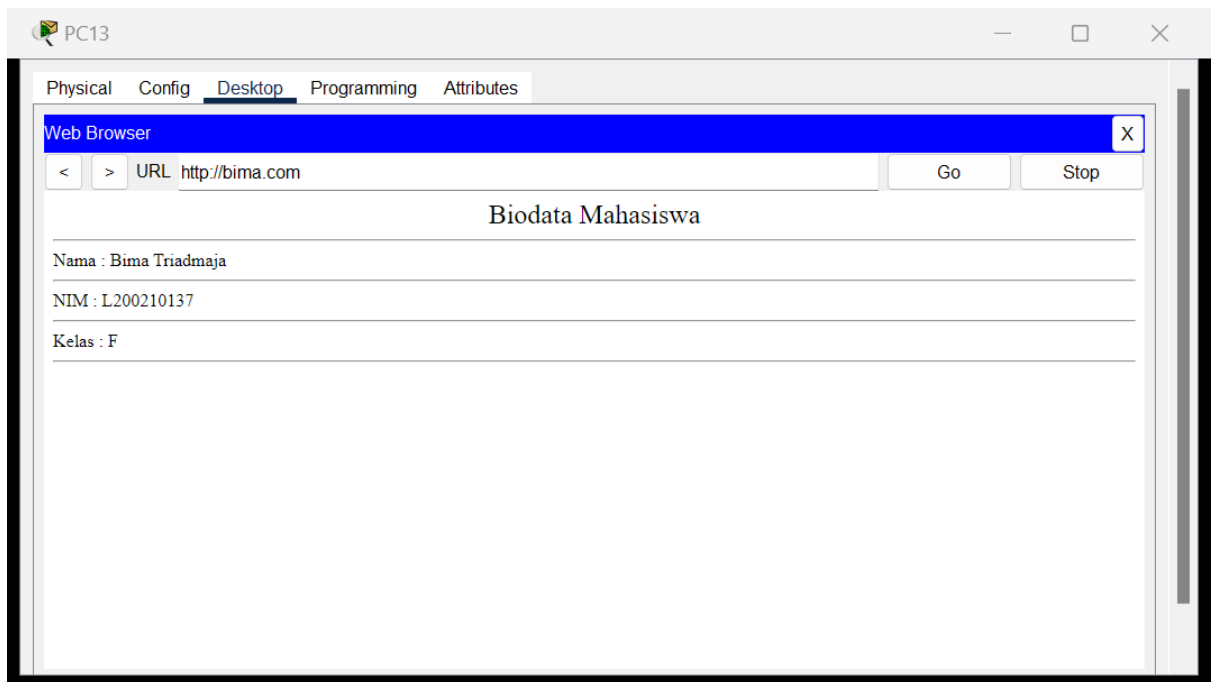 PC13
Physical Config Desktop Programming Attributes
Web Browser X
< > URL http://bima.com Go Stop
Biodata Mahasiswa
Nama : Bima Triadmaja
NIM : L200210137
Kelas : F